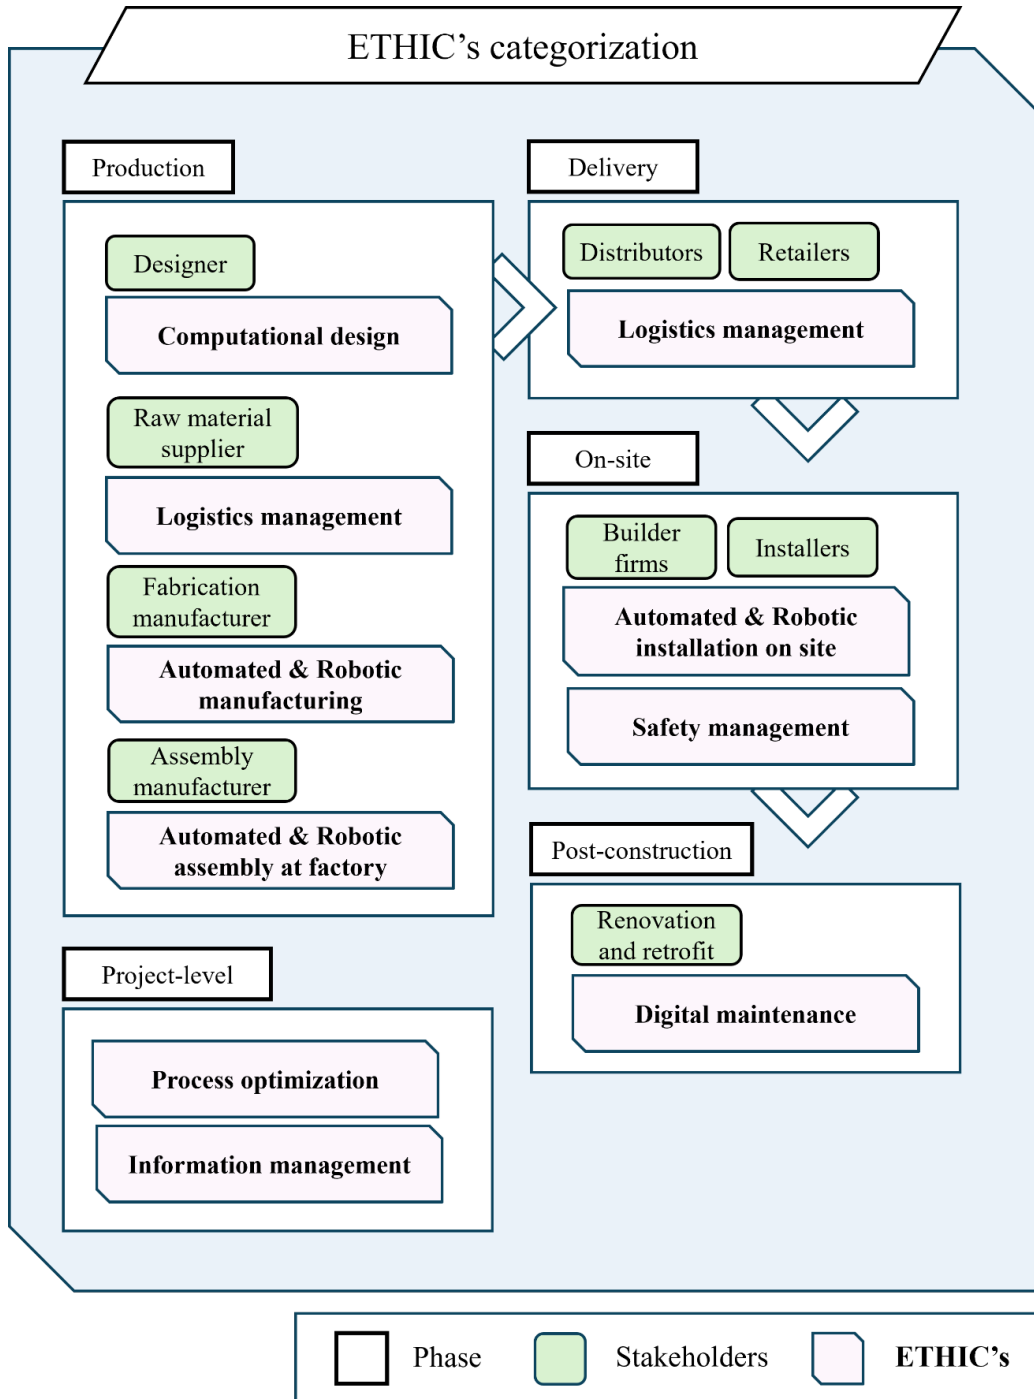 ETHIC's categorization
Production
Designer
Computational design
Raw material
supplier
Logistics management
Fabrication
manufacturer
Automated & Robotic
manufacturing
Assembly
manufacturer
Automated & Robotic
assembly at factory
Project-level
Process optimization
Information management
Delivery
Distributors
Retailers
Logistics management
On-site
Builder
firms
Installers
Automated & Robotic
installation on site
Safety management
Post-construction
Renovation
and retrofit
Digital maintenance
Phase
Stakeholders
ETHIC's